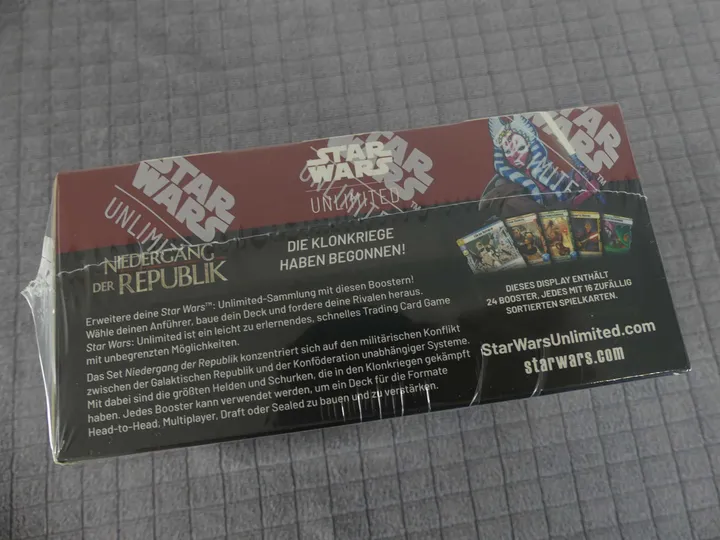 STAR
WARS
UNLIMITED
STAR
WARS
UNLIMITED
STAR
WARS
STAR
WARS™
NIEDERGANG
DER REPUBLIK
DIE KLONKRIEGE
HABEN BEGONNEN!
Erweitere deine Star Wars™: Unlimited-Sammlung mit diesen Boostern!
Wähle deinen Anführer, baue dein Deck und fordere deine Rivalen heraus.
Star Wars: Unlimited ist ein leicht zu erlernendes, schnelles Trading Card Game
mit unbegrenzten Möglichkeiten.
Das Set Niedergang der Republik konzentriert sich auf den militärischen Konflikt
zwischen der Galaktischen Republik und der Konföderation unabhängiger Systeme.
Mit dabei sind die größten Helden und Schurken, die in den Klonkriegen gekämpft
haben. Jedes Booster kann verwendet werden, um ein Deck für die Formate
Head-to-Head, Multiplayer, Draft oder Sealed zu bauen und zu verstärken.
DIESES DISPLAY ENTHÄLT
24 BOOSTER, JEDES MIT 16 ZUFÄLLIG
SORTIERTEN SPIELKARTEN.
StarWarsUnlimited.com
starwars.com